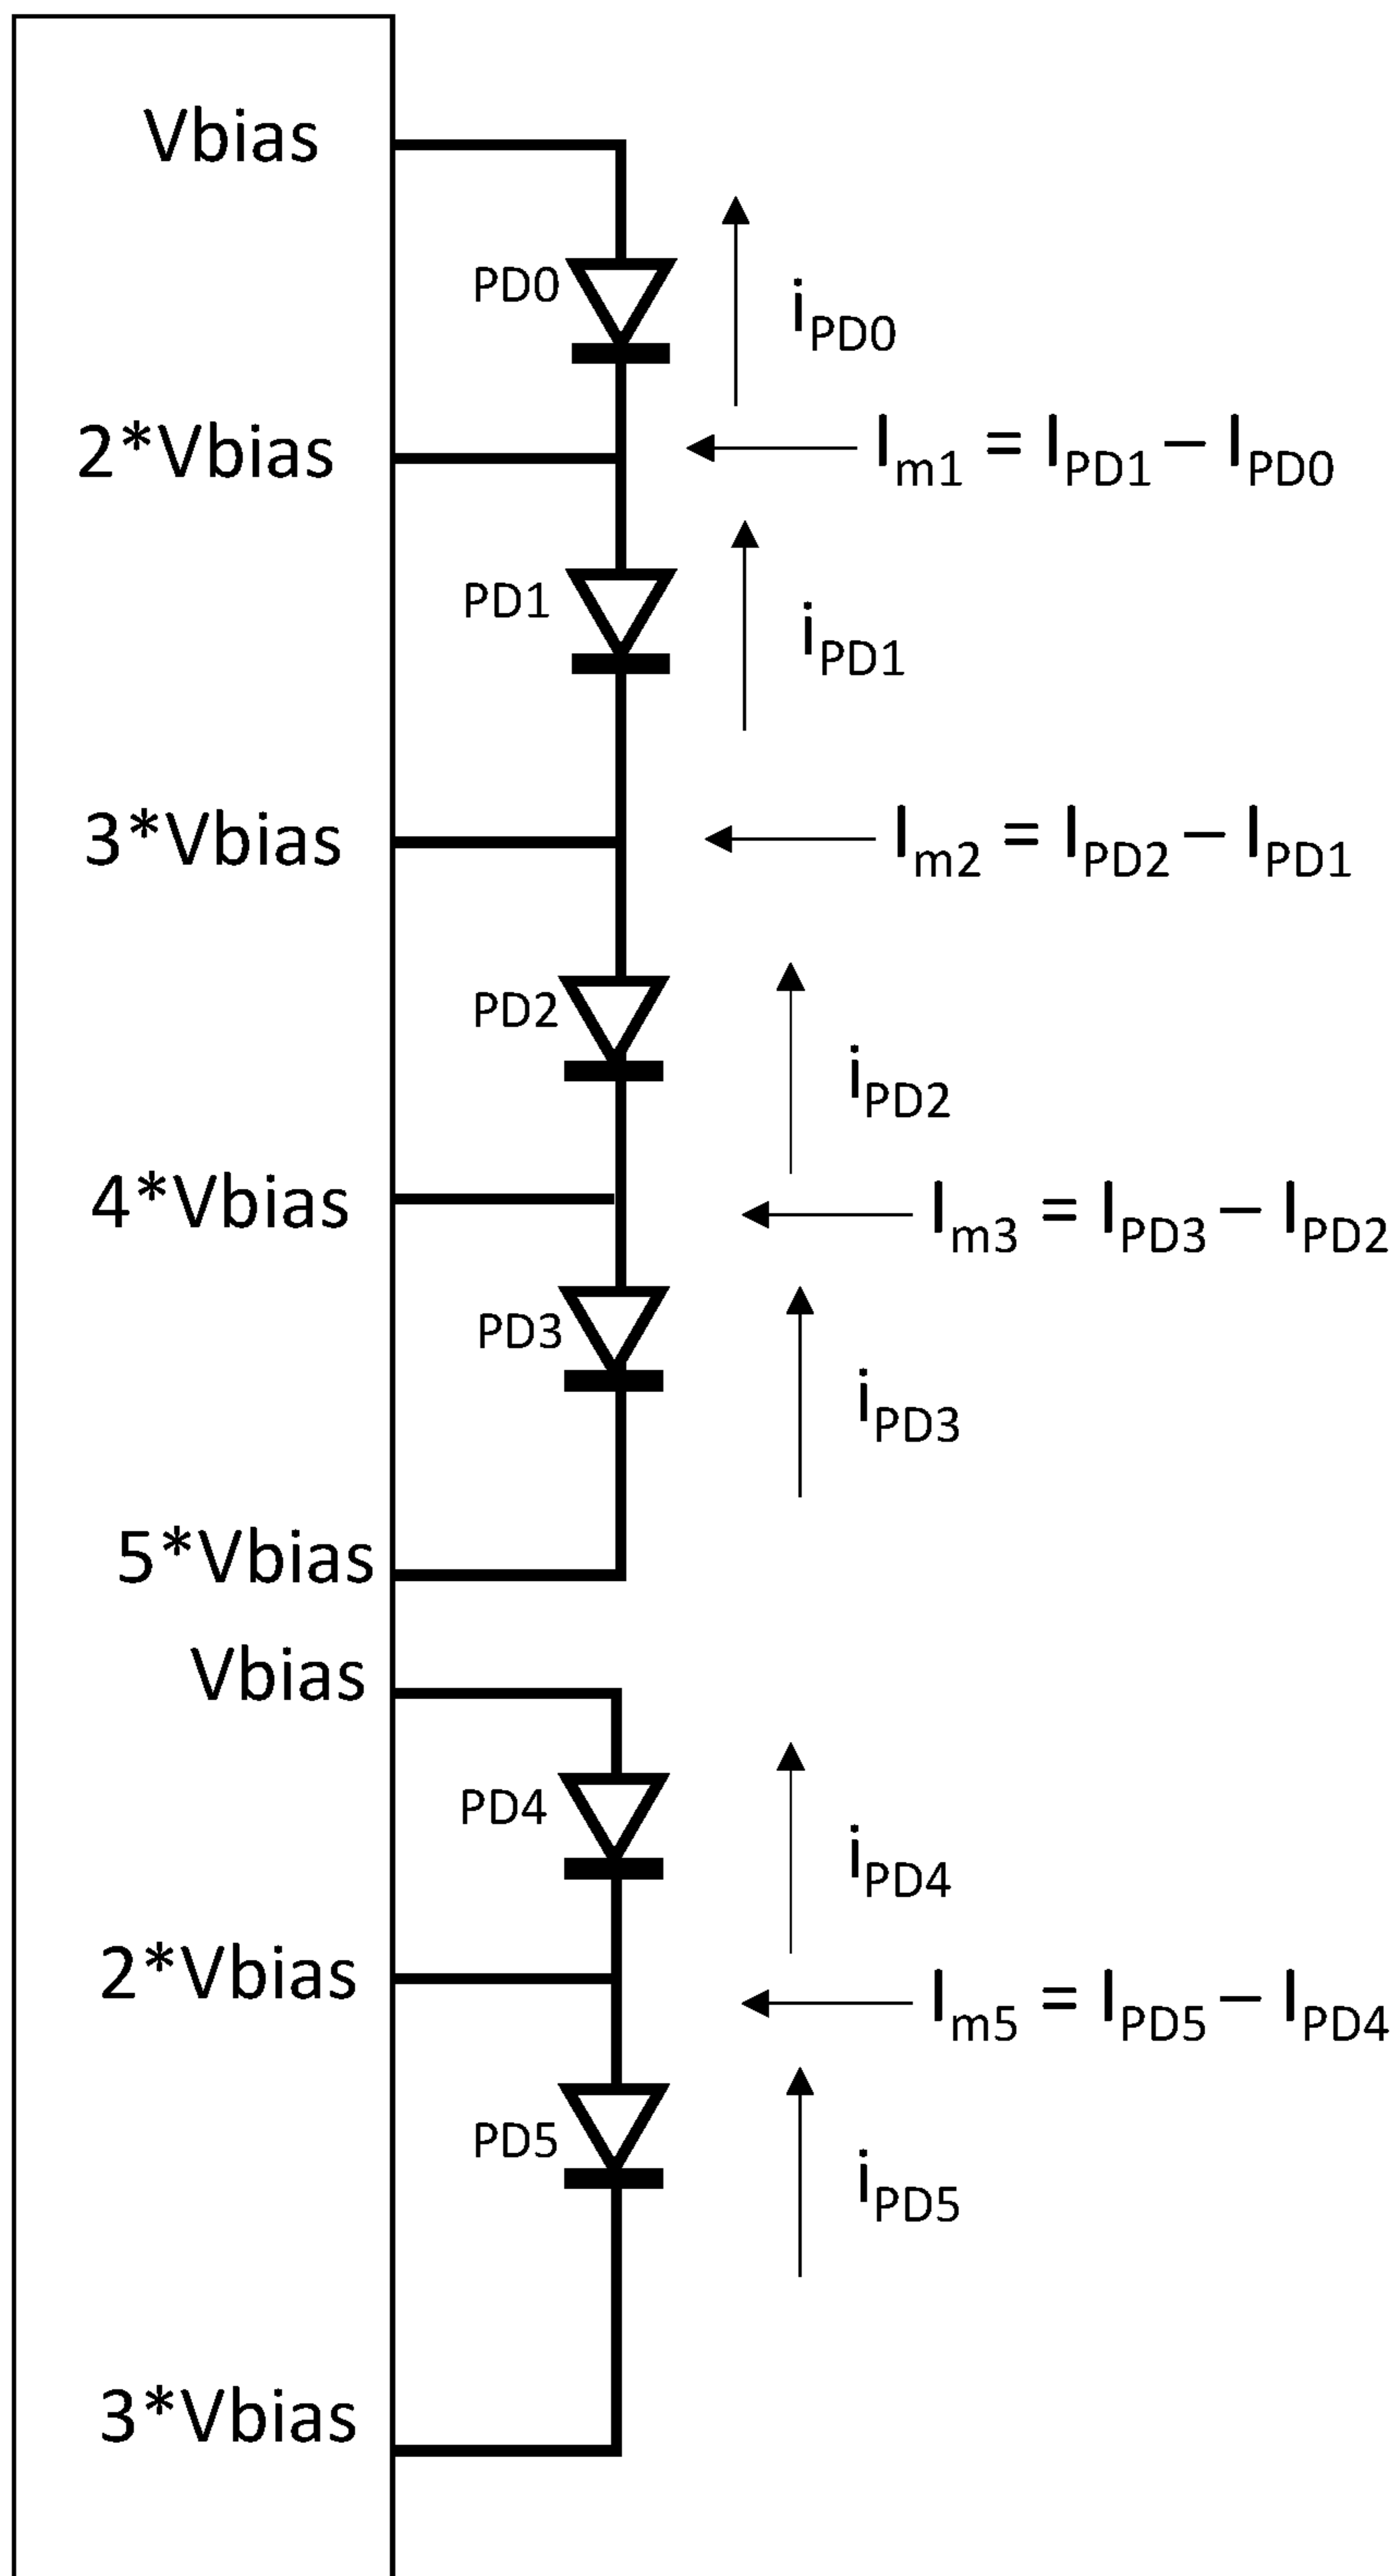 Vbias
PD0
iPD0
2*Vbias
Im1 = IPD1 – IPD0
PD1
iPD1
3*Vbias
Im2 = IPD2 – IPD1
PD2
iPD2
4*Vbias
Im3 = IPD3 – IPD2
PD3
iPD3
5*Vbias
Vbias
PD4
iPD4
2*Vbias
Im5 = IPD5 – IPD4
PD5
iPD5
3*Vbias